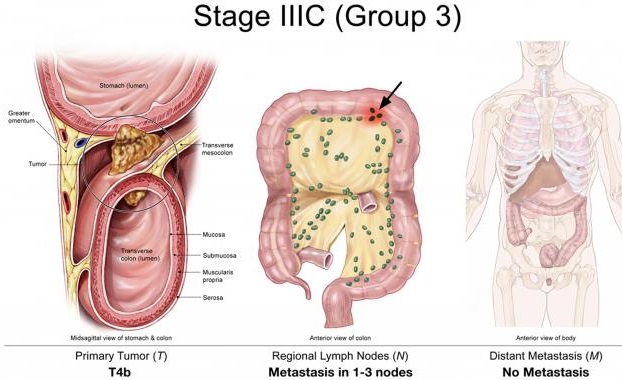 Stage IIIC (Group 3)
Stomach (lumen)
Greater
omentum
Tumor
Transverse
mesocolon
Mucosa
Transverse
colon (lumen)
Submucosa
Muscularis
propria
Serosa
Midsagittal view of stomach & colon
Anterior view of colon
Anterior view of body
Primary Tumor (T)
Regional Lymph Nodes (N)
Distant Metastasis (M)
T4b
Metastasis in 1-3 nodes
No Metastasis